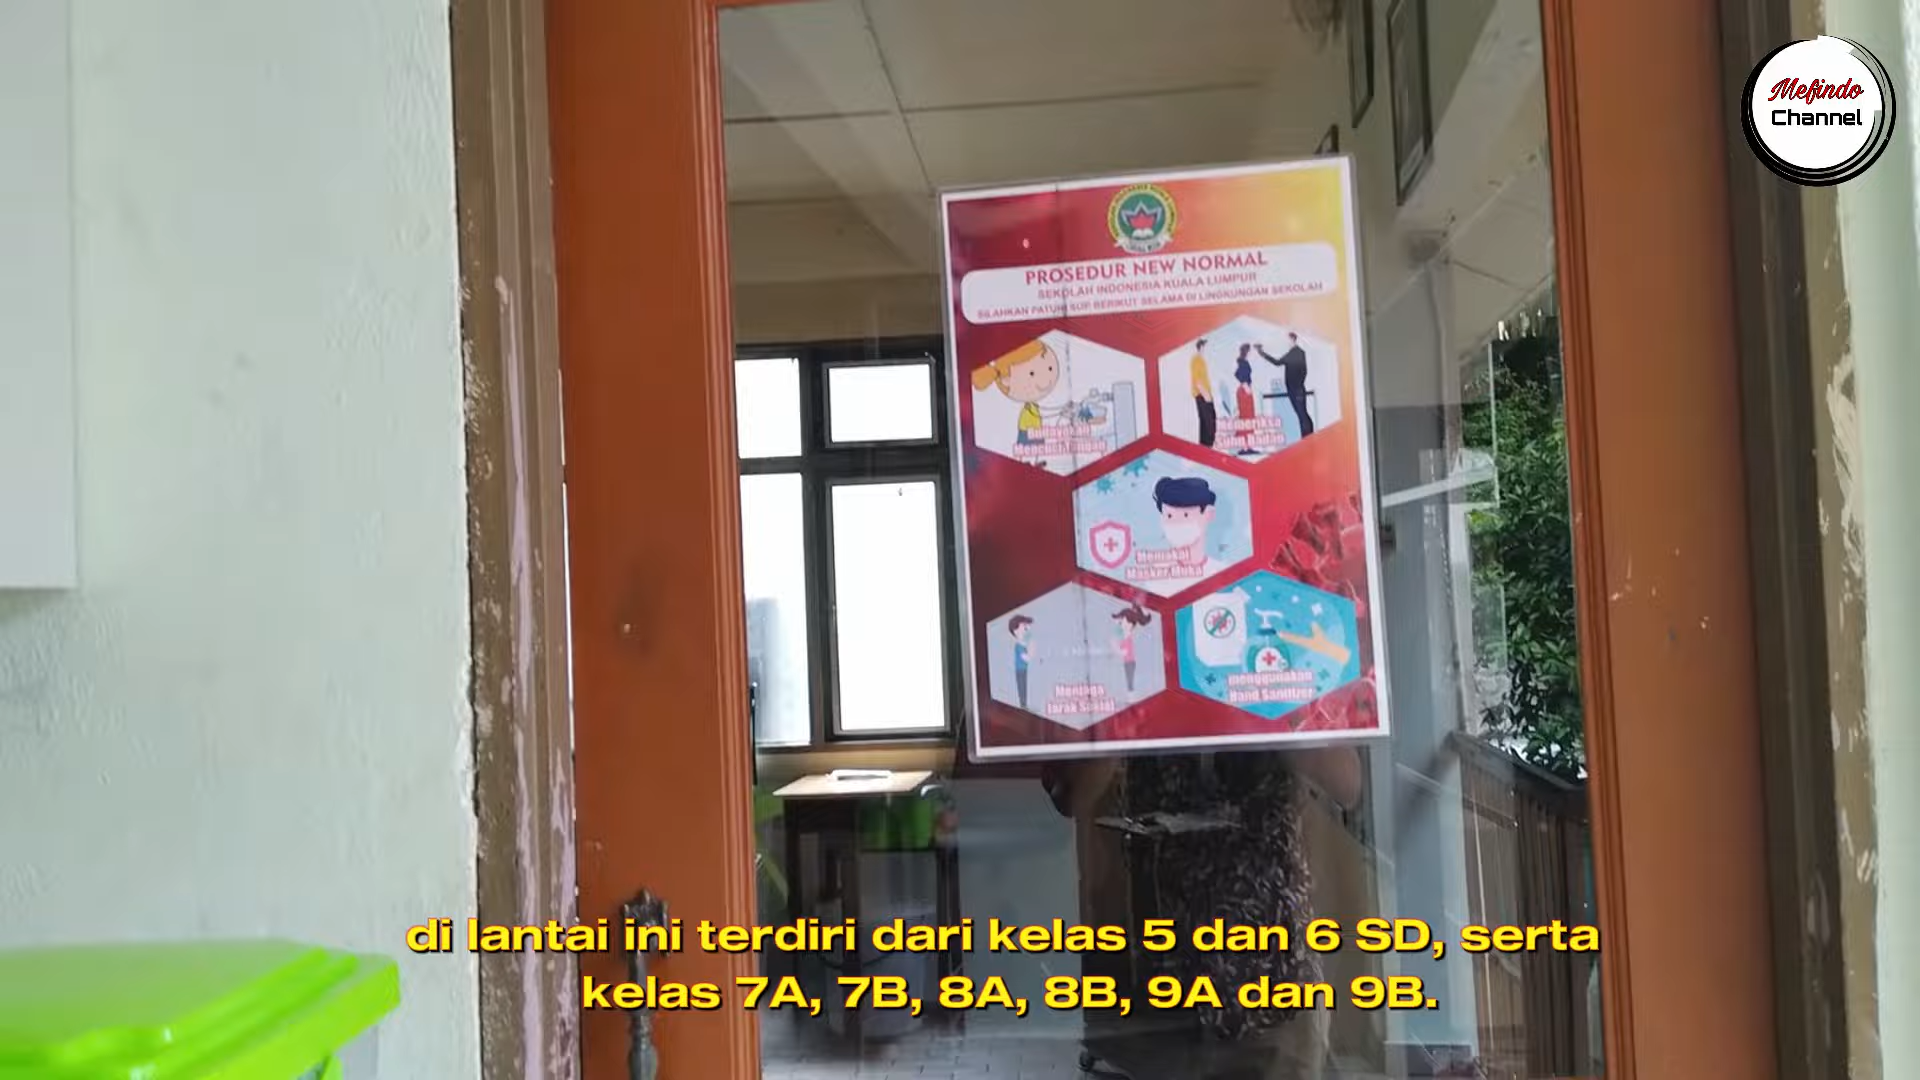 Mefindo
Channel
PROSEDUR NEW NORMAL
SEKOLAH INDONESIA KUALA LUMPUR
SILAHKAN PATUHI SOP BERIKUT SELAMA DI LINGKUNGAN SEKOLAH
Budayakan
Mencuci Tangan
Memeriksa
Suhu Badan
Memakai
Masker Muka
Menjaga
Jarak Sosial
menggunakan
Hand Sanitizer
di lantai ini terdiri dari kelas 5 dan 6 SD, serta
kelas 7A, 7B, 8A, 8B, 9A dan 9B.